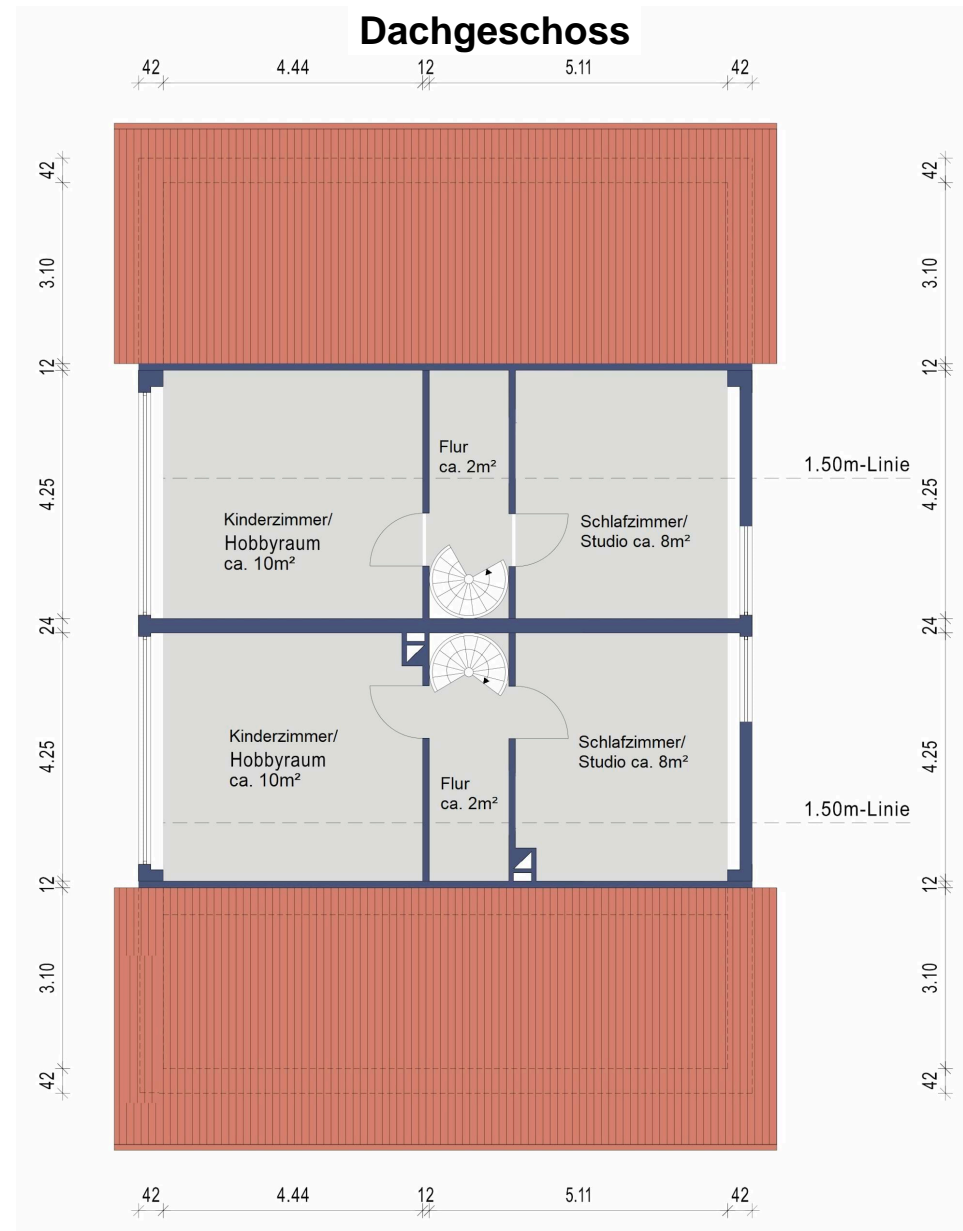 Dachgeschoss
42 4.44 12 5.11 42
42
42
3.10
3.10
12
12
Flur
ca. 2m²
1.50m-Linie
4.25
4.25
Kinderzimmer/
Hobbyraum
ca. 10m²
Schlafzimmer/
Studio ca. 8m²
24
24
Kinderzimmer/
Hobbyraum
ca. 10m²
Schlafzimmer/
Studio ca. 8m²
4.25
4.25
Flur
ca. 2m²
1.50m-Linie
12
12
3.10
3.10
42
42
42 4.44 12 5.11 42